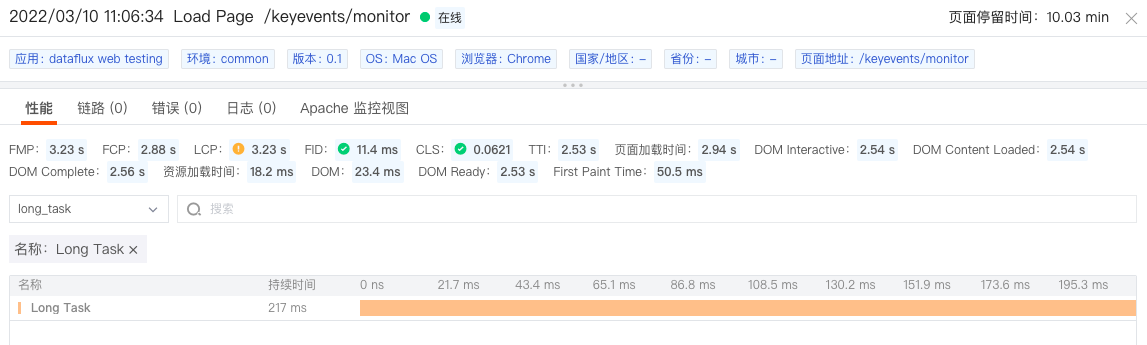 2022/03/10 11:06:34 Load Page /keyevents/monitor 在线 页面停留时间：10.03 min
应用: dataflux web testing 环境: common 版本: 0.1 OS: Mac OS 浏览器: Chrome 国家/地区: – 省份: – 城市: – 页面地址: /keyevents/monitor
性能 链路 (0) 错误 (0) 日志 (0) Apache 监控视图
FMP: 3.23 s FCP: 2.88 s LCP: 3.23 s FID: 11.4 ms CLS: 0.0621 TTI: 2.53 s 页面加载时间: 2.94 s DOM Interactive: 2.54 s DOM Content Loaded: 2.54 s
DOM Complete: 2.56 s 资源加载时间: 18.2 ms DOM: 23.4 ms DOM Ready: 2.53 s First Paint Time: 50.5 ms
long_task 搜索
名称: Long Task ×
名称 持续时间 0 ns 21.7 ms 43.4 ms 65.1 ms 86.8 ms 108.5 ms 130.2 ms 151.9 ms 173.6 ms 195.3 ms
Long Task 217 ms